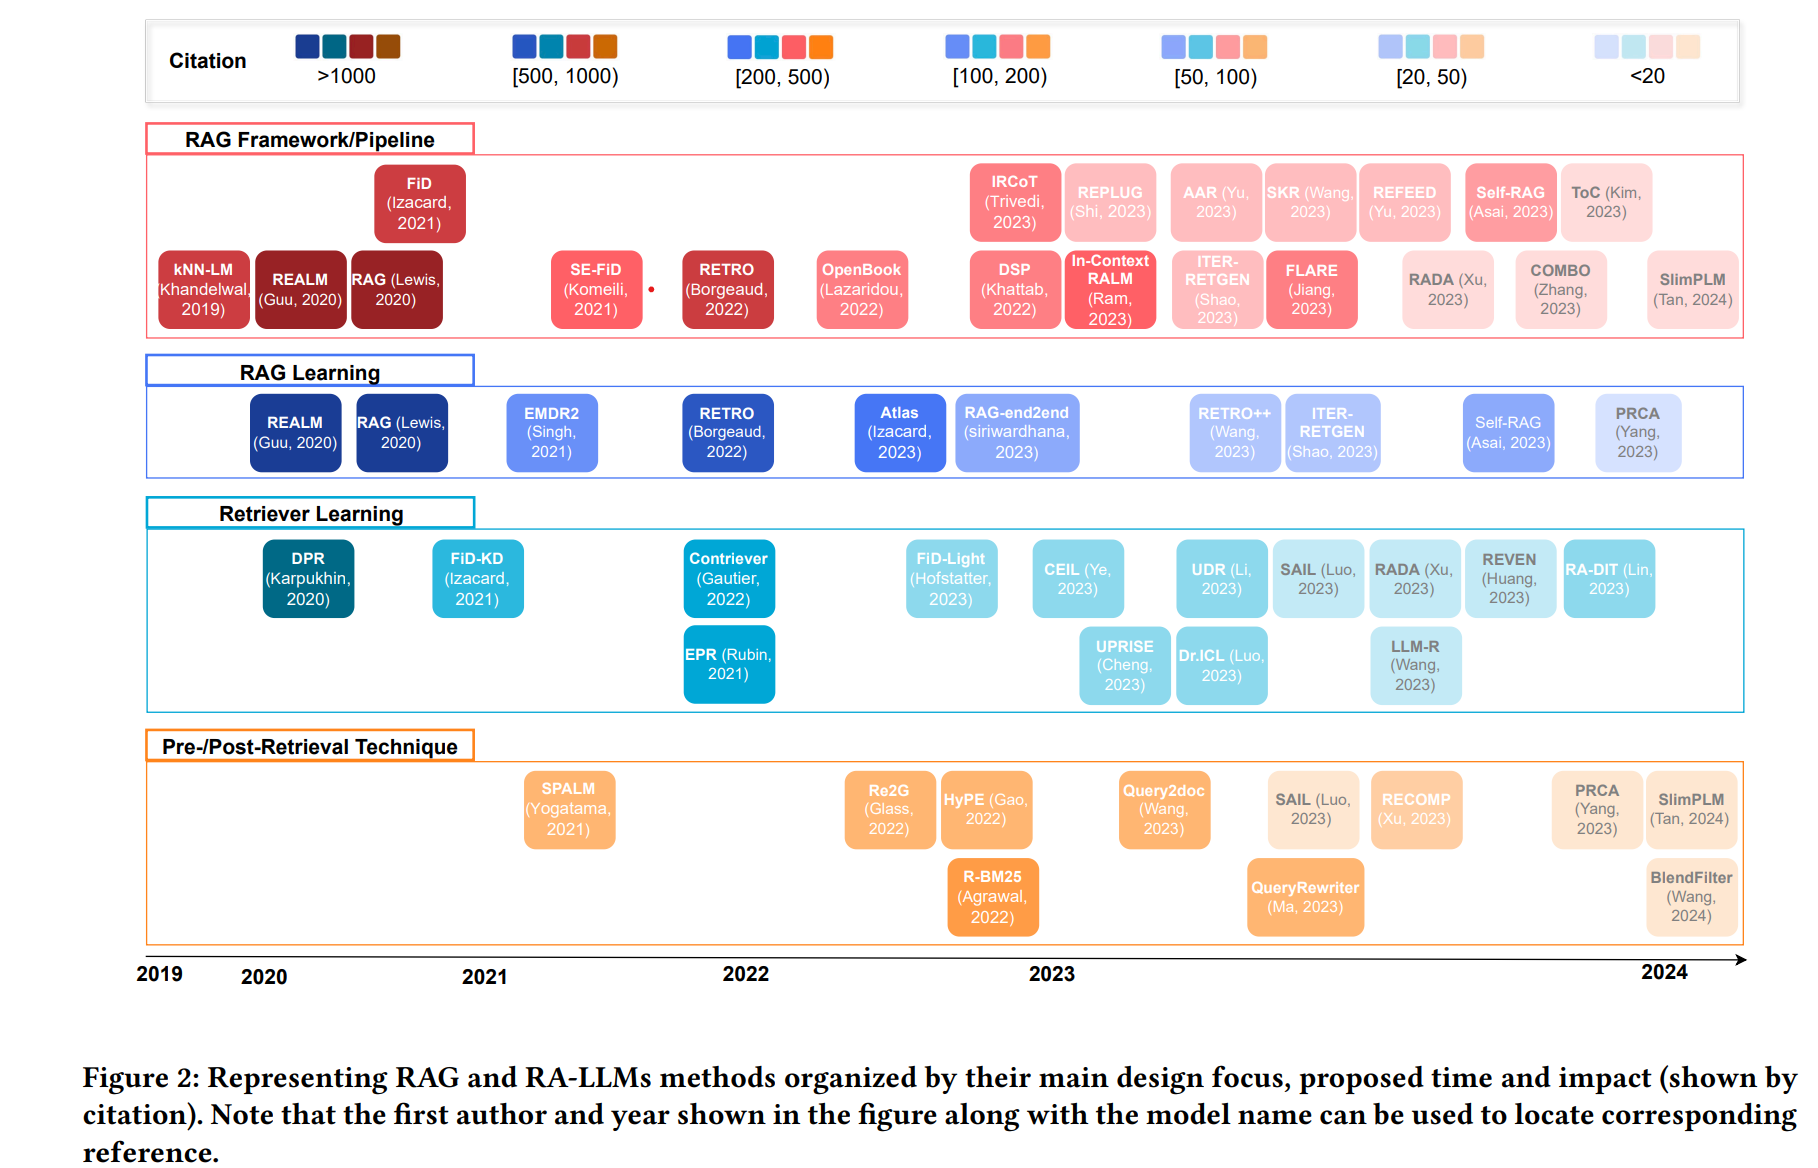 Citation
>1000
[500, 1000)
[200, 500)
[100, 200)
[50, 100)
[20, 50)
<20
RAG Framework/Pipeline
FiD
(Izacard,
2021)
IRCoT
(Trivedi,
2023)
REPLUG
(Shi, 2023)
AAR (Yu,
2023)
SKR (Wang,
2023)
REFEED
(Yu, 2023)
Self-RAG
(Asai, 2023)
ToC (Kim,
2023)
kNN-LM
(Khandelwal,
2019)
REALM
(Guu, 2020)
RAG (Lewis,
2020)
SE-FiD
(Komeili,
2021)
RETRO
(Borgeaud,
2022)
OpenBook
(Lazaridou,
2022)
DSP
(Khattab,
2022)
In-Context
RALM
(Ram,
2023)
ITER-
RETGEN
(Shao,
2023)
FLARE
(Jiang,
2023)
RADA (Xu,
2023)
COMBO
(Zhang,
2023)
SlimPLM
(Tan, 2024)
RAG Learning
REALM
(Guu, 2020)
RAG (Lewis,
2020)
EMDR2
(Singh,
2021)
RETRO
(Borgeaud,
2022)
Atlas
(Izacard,
2023)
RAG-end2end
(siriwardhana,
2023)
RETRO++
(Wang,
2023)
ITER-
RETGEN
(Shao, 2023)
Self-RAG
(Asai, 2023)
PRCA
(Yang,
2023)
Retriever Learning
DPR
(Karpukhin,
2020)
FiD-KD
(Izacard,
2021)
Contriever
(Gautier,
2022)
FiD-Light
(Hofstatter,
2023)
CEIL (Ye,
2023)
UDR (Li,
2023)
SAIL (Luo,
2023)
RADA (Xu,
2023)
REVEN
(Huang,
2023)
RA-DIT (Lin,
2023)
EPR (Rubin,
2021)
UPRISE
(Cheng,
2023)
Dr.ICL (Luo,
2023)
LLM-R
(Wang,
2023)
Pre-/Post-Retrieval Technique
SPALM
(Yogatama,
2021)
Re2G
(Glass,
2022)
HyPE (Gao,
2022)
Query2doc
(Wang,
2023)
SAIL (Luo,
2023)
RECOMP
(Xu, 2023)
PRCA
(Yang,
2023)
SlimPLM
(Tan, 2024)
R-BM25
(Agrawal,
2022)
QueryRewriter
(Ma, 2023)
BlendFilter
(Wang,
2024)
2019
2020
2021
2022
2023
2024
Figure 2: Representing RAG and RA-LLMs methods organized by their main design focus, proposed time and impact (shown by
citation). Note that the first author and year shown in the figure along with the model name can be used to locate corresponding
reference.